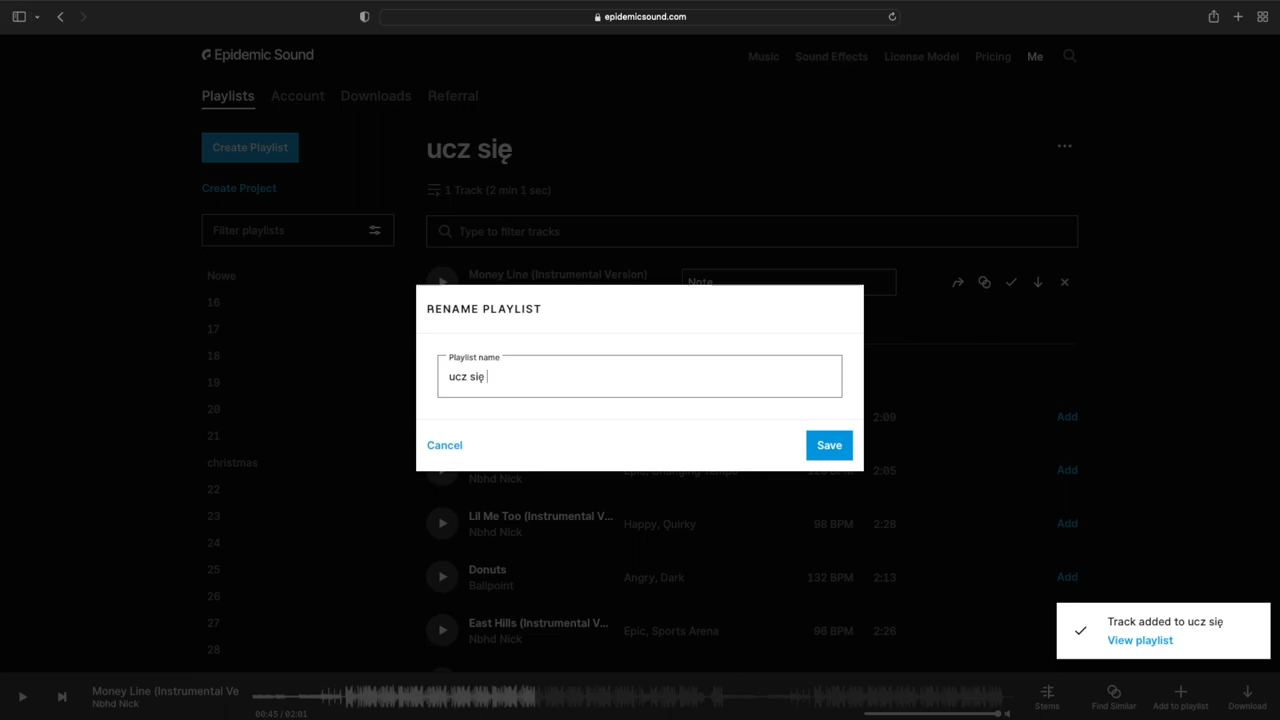 epidemicsound.com
Epidemic Sound
Music Sound Effects License Model Pricing Me
Playlists Account Downloads Referral
Create Playlist
ucz się
Create Project
1 Track (2 min 1 sec)
Filter playlists
Type to filter tracks
Nowe
Money Line (Instrumental Version)
Note
16
RENAME PLAYLIST
17
18
Playlist name
ucz się
19
20
2:09 Add
21
Cancel
Save
christmas
2:05 Add
Nbhd Nick
22
23
Lil Me Too (Instrumental V...
Happy, Quirky 98 BPM 2:28 Add
Nbhd Nick
24
25
Donuts
Angry, Dark 132 BPM 2:13 Add
Ballpoint
26
27
East Hills (Instrumental V...
Epic, Sports Arena 96 BPM 2:26
Nbhd Nick
28
Track added to ucz się
View playlist
Money Line (Instrumental Ve
Nbhd Nick
00:45 / 02:01
Stems Find Similar Add to playlist Download